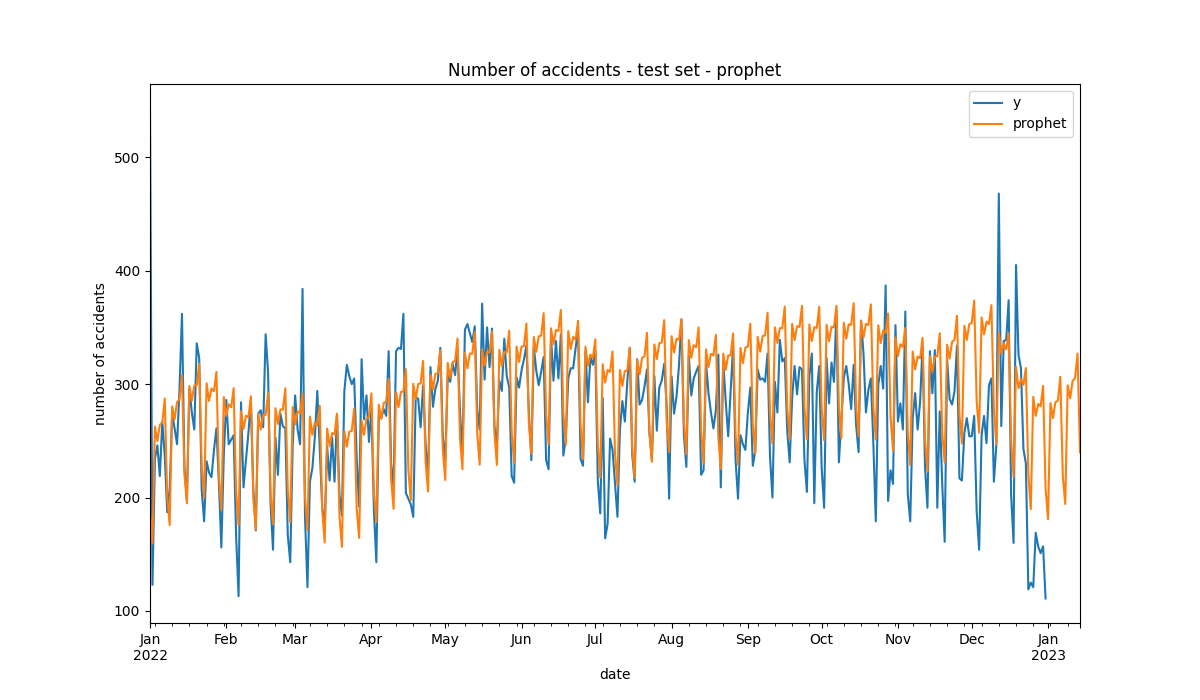 Number of accidents - test set - prophet
y
prophet
number of accidents
500
400
300
200
100
Jan Feb Mar Apr May Jun Jul Aug Sep Oct Nov Dec Jan
2022 2023
date